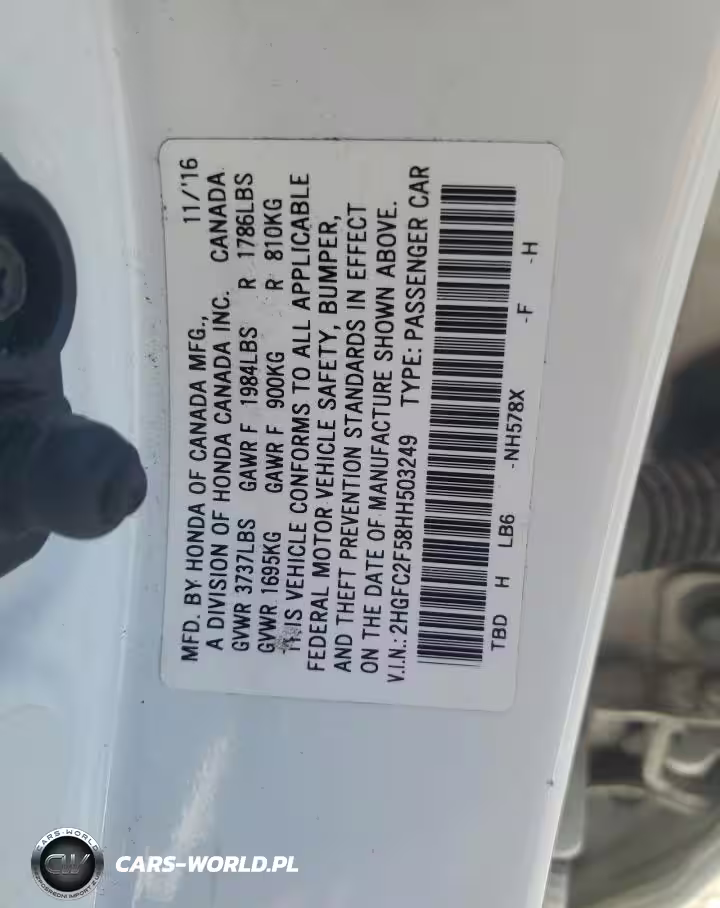 MFD. BY HONDA OF CANADA MFG., 11/'16
A DIVISION OF HONDA CANADA INC. CANADA
GVWR 3737LBS GAWR F 1984LBS R 1786LBS
GVWR 1695KG GAWR F 900KG R 810KG
THIS VEHICLE CONFORMS TO ALL APPLICABLE
FEDERAL MOTOR VEHICLE SAFETY, BUMPER,
AND THEFT PREVENTION STANDARDS IN EFFECT
ON THE DATE OF MANUFACTURE SHOWN ABOVE.
V.I.N.: 2HGFC2F58HH503249 TYPE: PASSENGER CAR
TBD H LB6 -NH578X -F -H
CARS-WORLD
CW
CARS-WORLD.PL